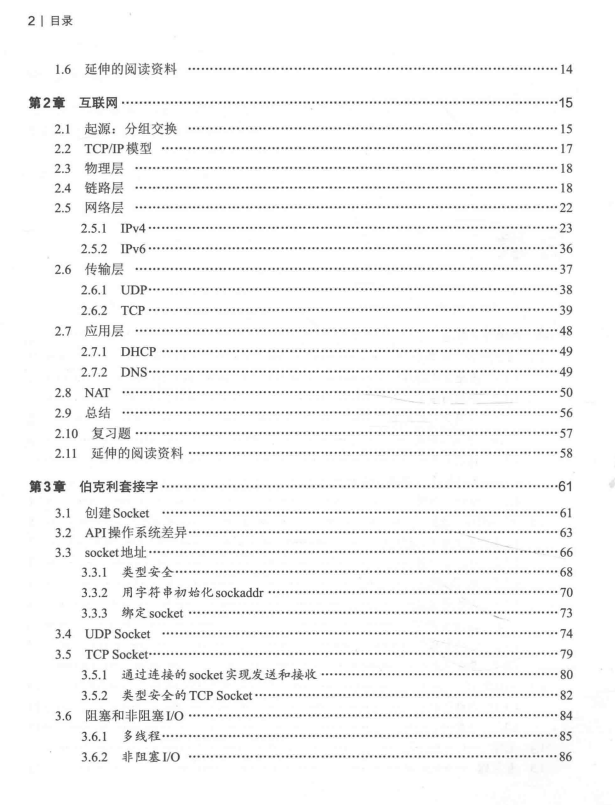 2 | 目录
1.6 延伸的阅读资料 ⋯⋯ 14
第2章 互联网 ⋯⋯ 15
2.1 起源：分组交换 ⋯⋯ 15
2.2 TCP/IP模型 ⋯⋯ 17
2.3 物理层 ⋯⋯ 18
2.4 链路层 ⋯⋯ 18
2.5 网络层 ⋯⋯ 22
2.5.1 IPv4 ⋯⋯ 23
2.5.2 IPv6 ⋯⋯ 36
2.6 传输层 ⋯⋯ 37
2.6.1 UDP ⋯⋯ 38
2.6.2 TCP ⋯⋯ 39
2.7 应用层 ⋯⋯ 48
2.7.1 DHCP ⋯⋯ 49
2.7.2 DNS ⋯⋯ 49
2.8 NAT ⋯⋯ 50
2.9 总结 ⋯⋯ 56
2.10 复习题 ⋯⋯ 57
2.11 延伸的阅读资料 ⋯⋯ 58
第3章 伯克利套接字 ⋯⋯ 61
3.1 创建Socket ⋯⋯ 61
3.2 API操作系统差异 ⋯⋯ 63
3.3 socket地址 ⋯⋯ 66
3.3.1 类型安全 ⋯⋯ 68
3.3.2 用字符串初始化sockaddr ⋯⋯ 70
3.3.3 绑定socket ⋯⋯ 73
3.4 UDP Socket ⋯⋯ 74
3.5 TCP Socket ⋯⋯ 79
3.5.1 通过连接的socket实现发送和接收 ⋯⋯ 80
3.5.2 类型安全的TCP Socket ⋯⋯ 82
3.6 阻塞和非阻塞I/O ⋯⋯ 84
3.6.1 多线程 ⋯⋯ 85
3.6.2 非阻塞I/O ⋯⋯ 86